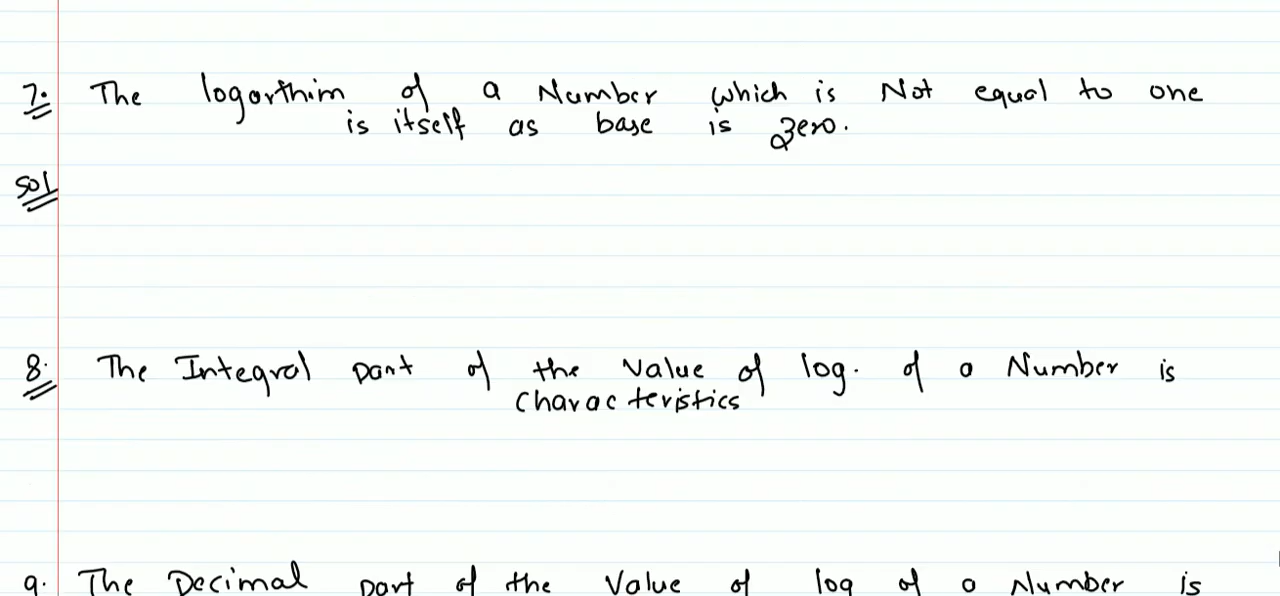 7. The logorthim of a Number which is Not equal to one
is itself as base is zero.
Sol
8. The Integral part of the value of log. of a Number is
characteristics
9. The Decimal part of the value of log of a Number is